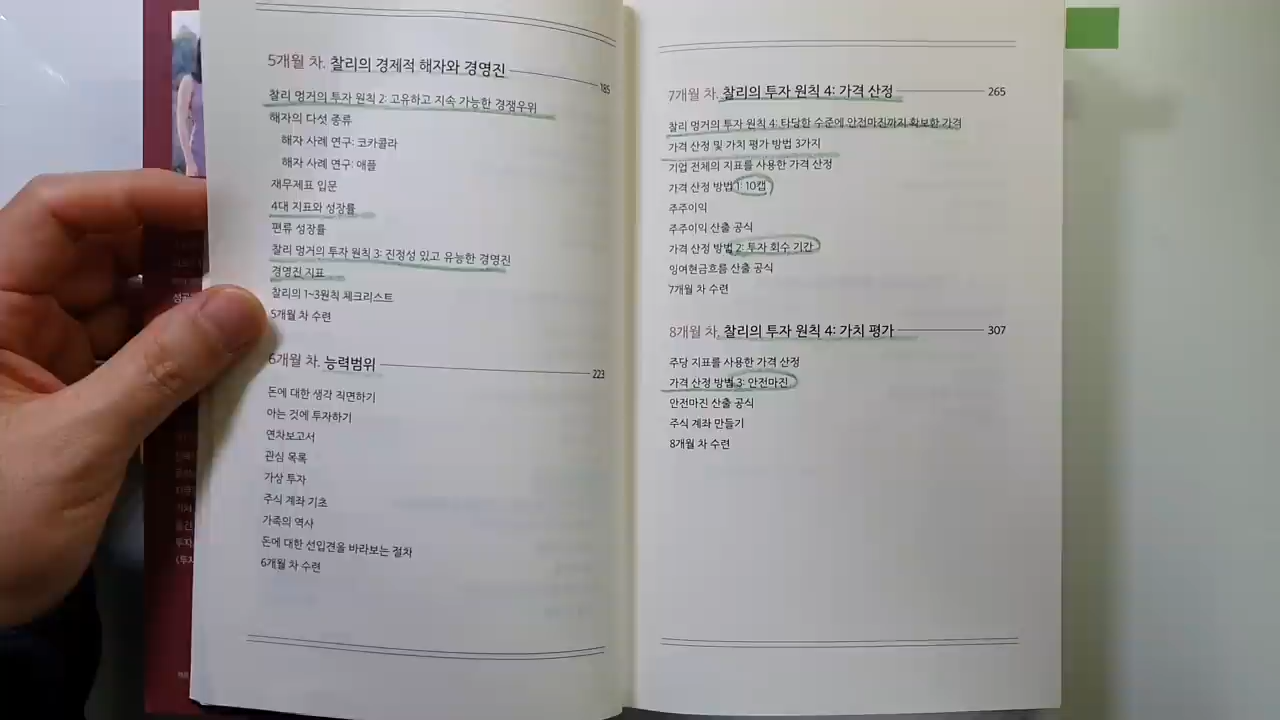 5개월 차. 찰리의 경제적 해자와 경영진 185
찰리 멍거의 투자 원칙 2: 고유하고 지속 가능한 경쟁우위
해자의 다섯 종류
해자 사례 연구: 코카콜라
해자 사례 연구: 애플
재무제표 입문
4대 지표와 성장률
편류 성장률
찰리 멍거의 투자 원칙 3: 진정성 있고 유능한 경영진
경영진 지표
찰리의 1~3원칙 체크리스트
5개월 차 수련
6개월 차. 능력범위 223
돈에 대한 생각 직면하기
아는 것에 투자하기
연차보고서
관심 목록
가상 투자
주식 계좌 기초
가족의 역사
돈에 대한 선입견을 바라보는 절차
6개월 차 수련
7개월 차. 찰리의 투자 원칙 4: 가격 산정 265
찰리 멍거의 투자 원칙 4: 타당한 수준에 안전마진까지 확보한 가격
가격 산정 및 가치 평가 방법 3가지
기업 전체의 지표를 사용한 가격 산정
가격 산정 방법 1: 10캡
주주이익
주주이익 산출 공식
가격 산정 방법 2: 투자 회수 기간
잉여현금흐름 산출 공식
7개월 차 수련
8개월 차. 찰리의 투자 원칙 4: 가치 평가 307
주당 지표를 사용한 가격 산정
가격 산정 방법 3: 안전마진
안전마진 산출 공식
주식 계좌 만들기
8개월 차 수련